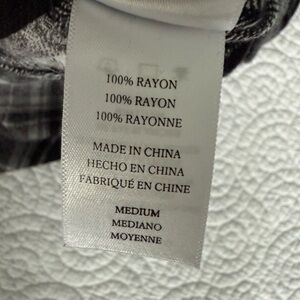 100% RAYON
100% RAYON
100% RAYONNE
MADE IN CHINA
HECHO EN CHINA
FABRIQUÉ EN CHINE
MEDIUM
MEDIANO
MOYENNE